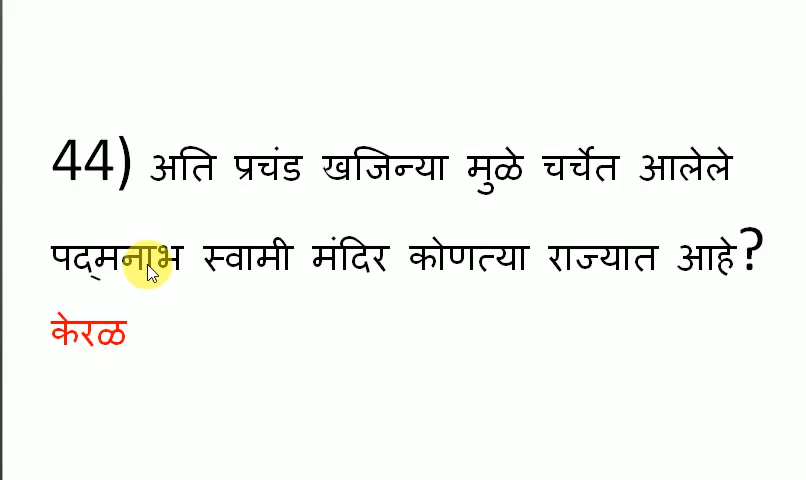 44) अति प्रचंड खजिन्या मुळे चर्चेत आलेले
पद्‌मनाभ स्वामी मंदिर कोणत्या राज्यात आहे?
केरळ